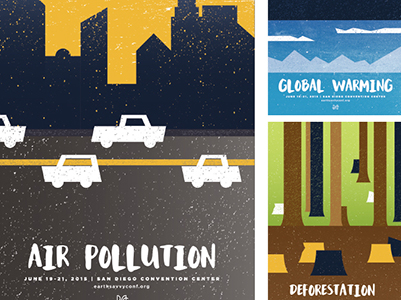 AIR POLLUTION
JUNE 19-21, 2015 | SAN DIEGO CONVENTION CENTER
earthsavvyconf.org
GLOBAL WARMING
JUNE 19-21, 2015 | SAN DIEGO CONVENTION CENTER
earthsavvyconf.org
DEFORESTATION